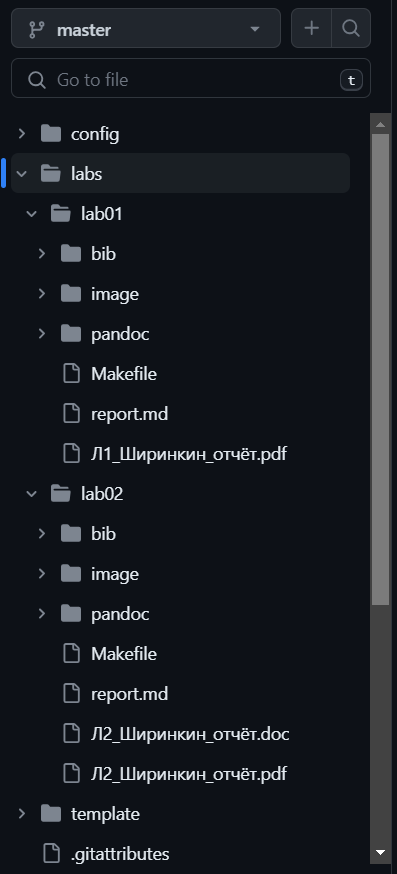 master
Go to file
t
config
labs
lab01
bib
image
pandoc
Makefile
report.md
Л1_Ширинкин_отчёт.pdf
lab02
bib
image
pandoc
Makefile
report.md
Л2_Ширинкин_отчёт.doc
Л2_Ширинкин_отчёт.pdf
template
.gitattributes